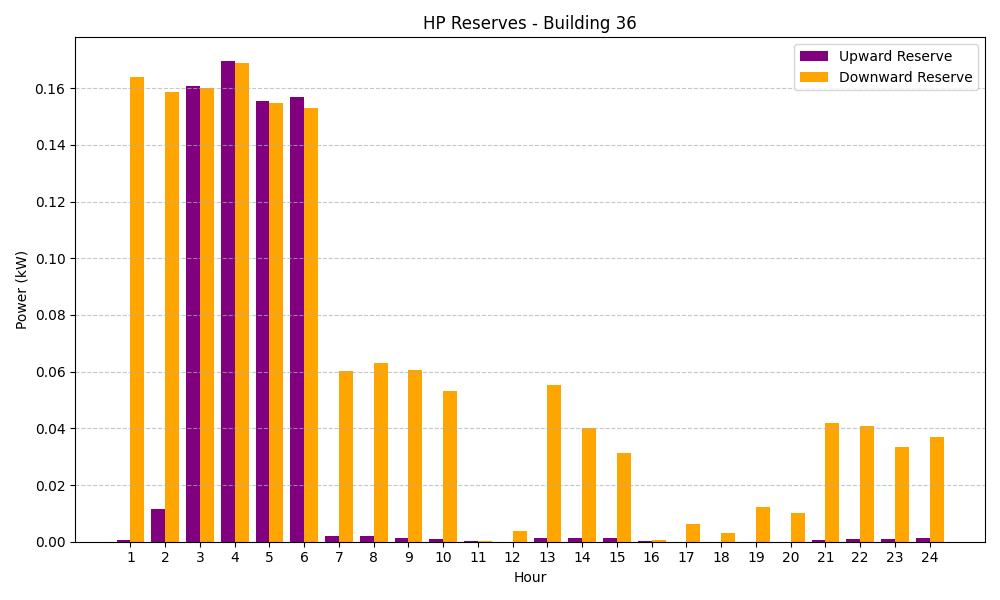 HP Reserves - Building 36
Upward Reserve
Downward Reserve
Power (kW)
0.16
0.14
0.12
0.10
0.08
0.06
0.04
0.02
0.00
1 2 3 4 5 6 7 8 9 10 11 12 13 14 15 16 17 18 19 20 21 22 23 24
Hour